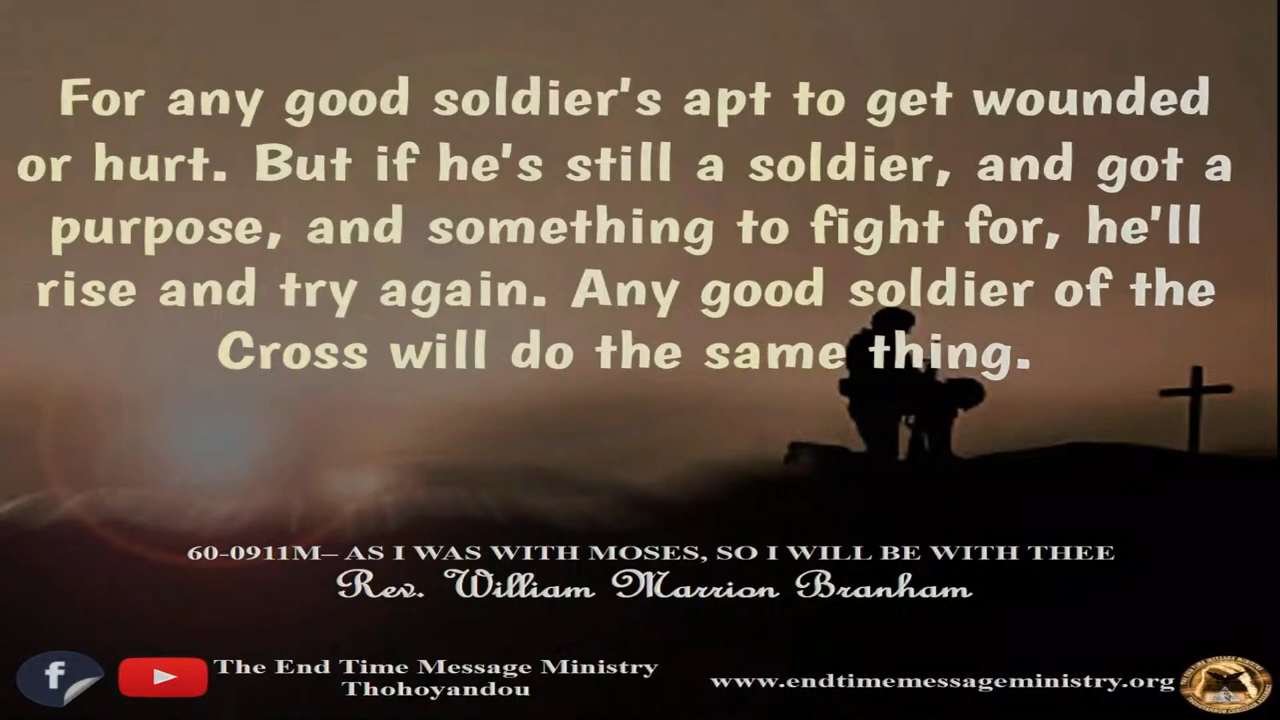 For any good soldier's apt to get wounded
or hurt. But if he's still a soldier, and got a
purpose, and something to fight for, he'll
rise and try again. Any good soldier of the
Cross will do the same thing.
60-0911M– AS I WAS WITH MOSES, SO I WILL BE WITH THEE
Rev. William Marrion Branham
f
The End Time Message Ministry
Thohoyandou
www.endtimemessageministry.org